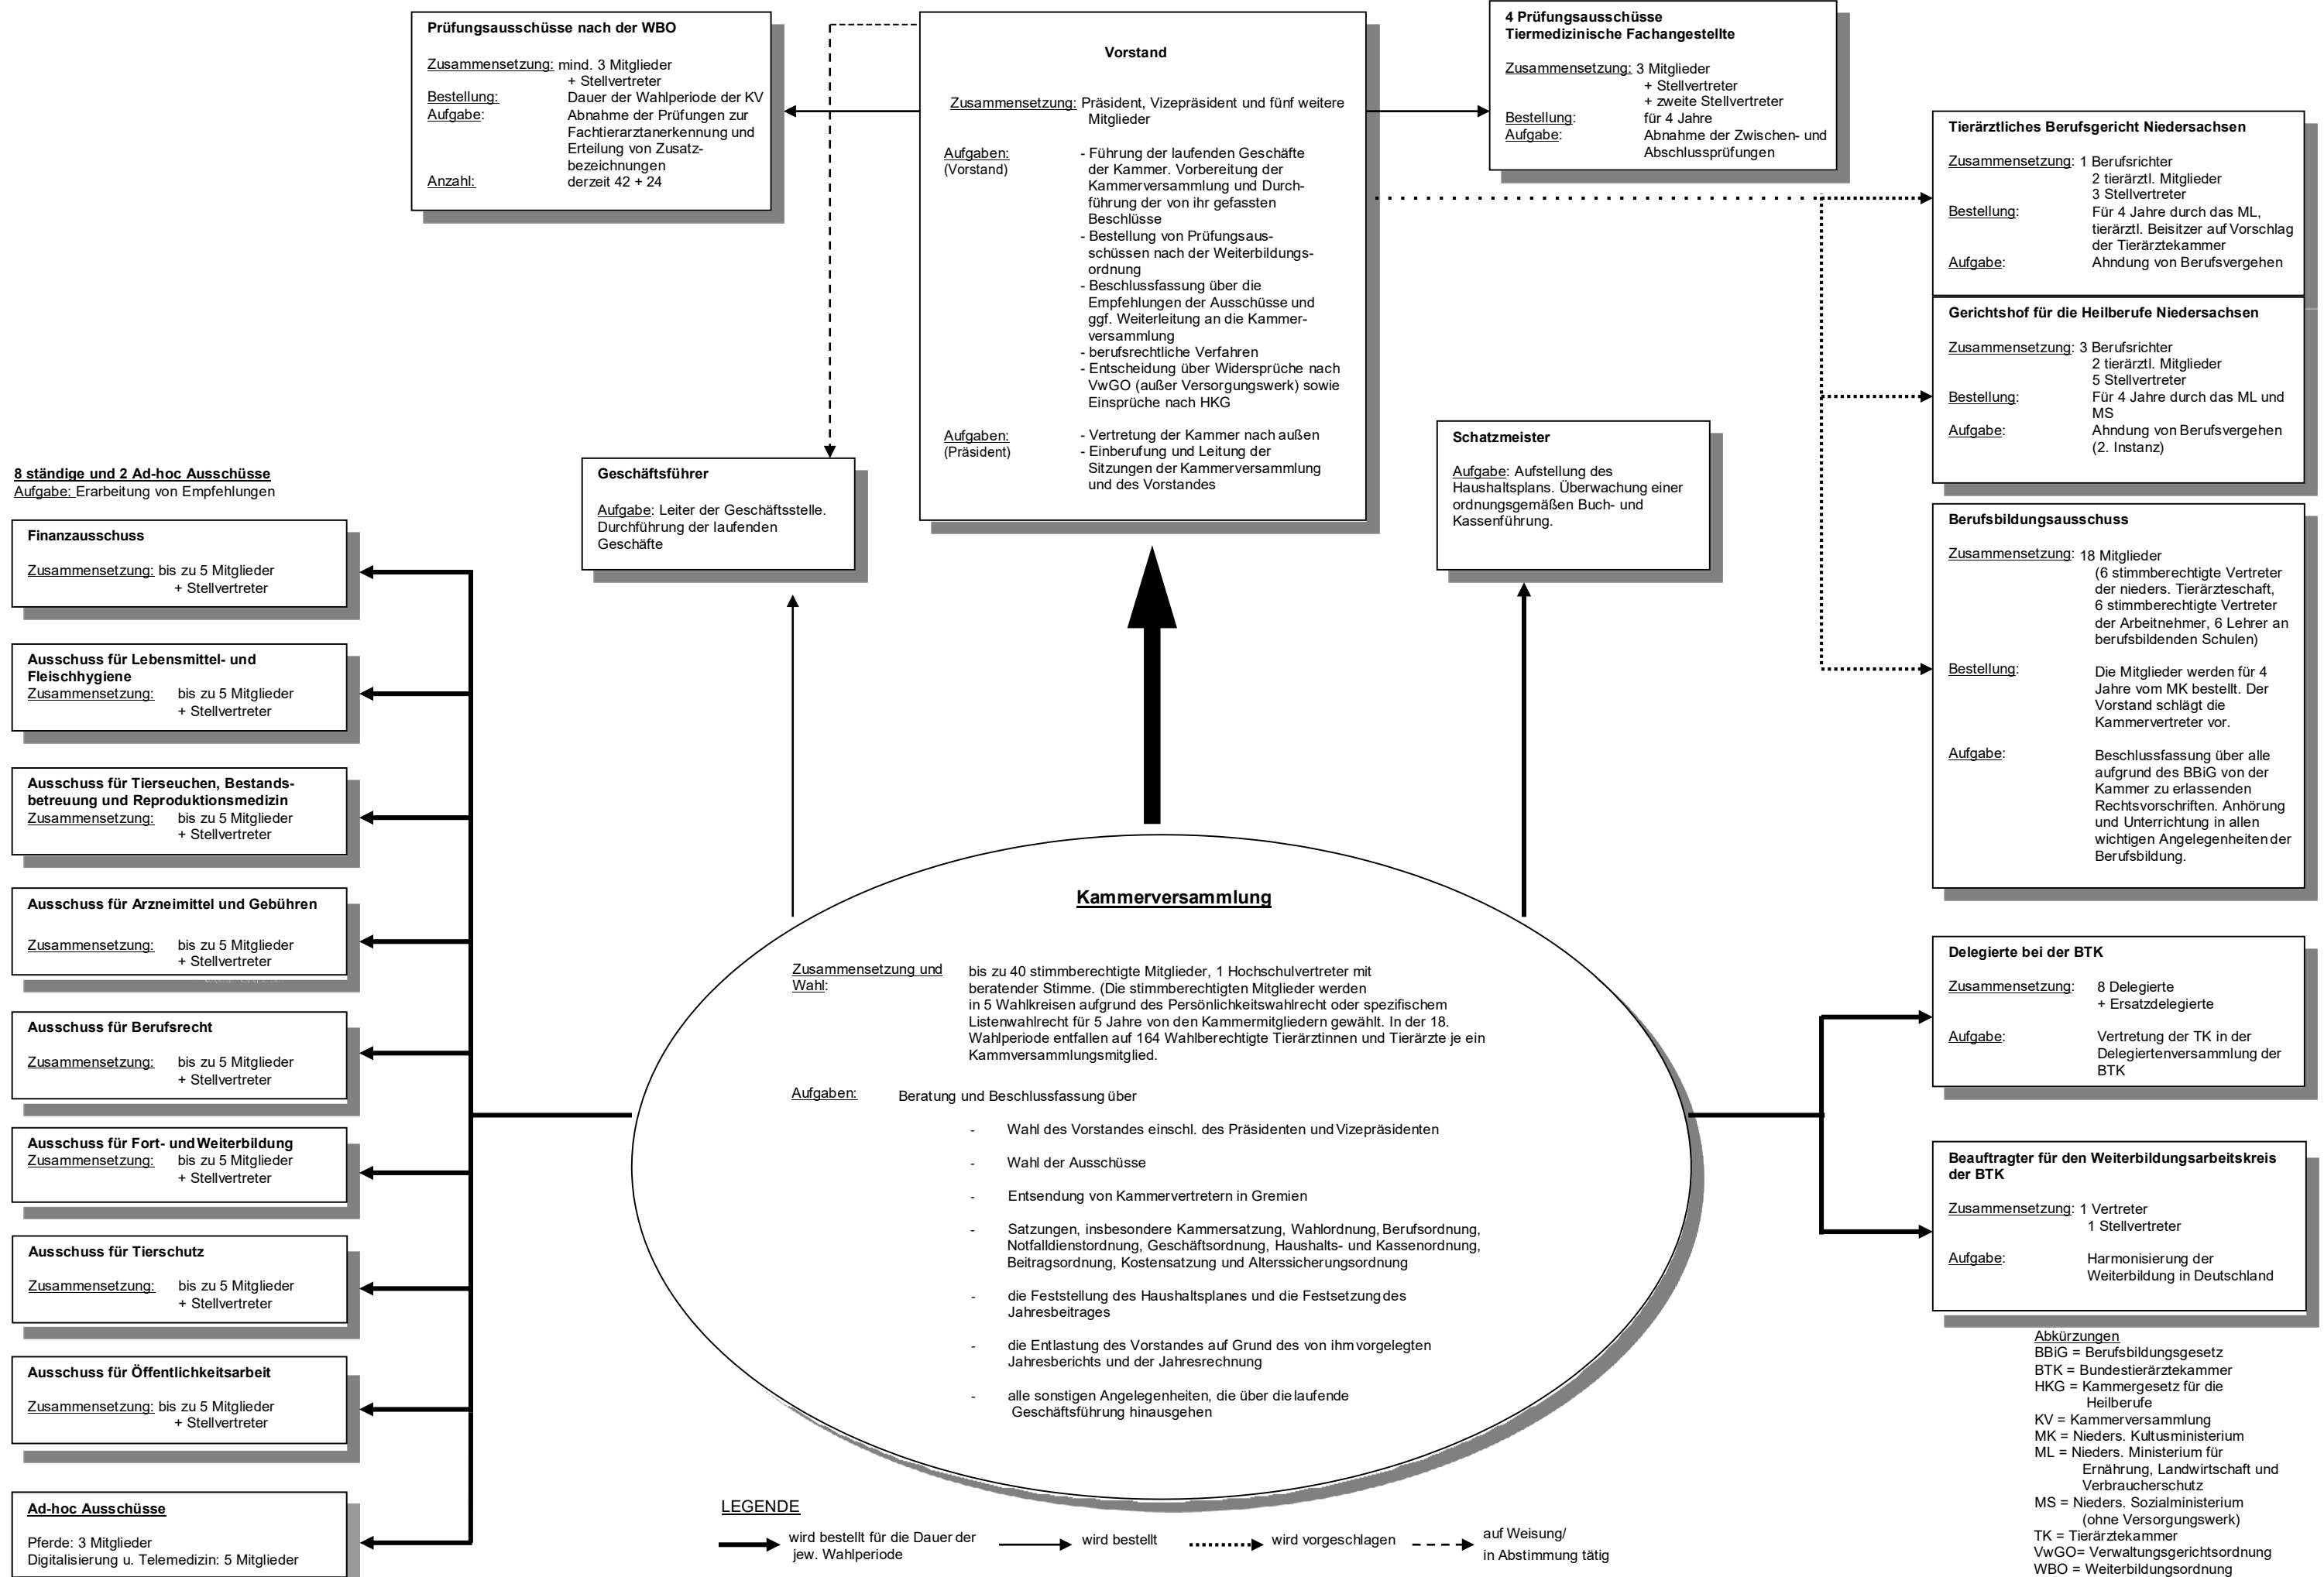 Prüfungsausschüsse nach der WBO
Zusammensetzung: mind. 3 Mitglieder
+ Stellvertreter
Bestellung: Dauer der Wahlperiode der KV
Aufgabe: Abnahme der Prüfungen zur
Fachtierarztanerkennung und
Erteilung von Zusatz-
bezeichnungen
Anzahl: derzeit 42 + 24
Vorstand
Zusammensetzung: Präsident, Vizepräsident und fünf weitere
Mitglieder
Aufgaben: - Führung der laufenden Geschäfte
(Vorstand) der Kammer. Vorbereitung der
Kammerversammlung und Durch-
führung der von ihr gefassten
Beschlüsse
- Bestellung von Prüfungsaus-
schüssen nach der Weiterbildungs-
ordnung
- Beschlussfassung über die
Empfehlungen der Ausschüsse und
ggf. Weiterleitung an die Kammer-
versammlung
- berufsrechtliche Verfahren
- Entscheidung über Widersprüche nach
VwGO (außer Versorgungswerk) sowie
Einsprüche nach HKG
Aufgaben: - Vertretung der Kammer nach außen
(Präsident) - Einberufung und Leitung der
Sitzungen der Kammerversammlung
und des Vorstandes
4 Prüfungsausschüsse
Tiermedizinische Fachangestellte
Zusammensetzung: 3 Mitglieder
+ Stellvertreter
+ zweite Stellvertreter
Bestellung: für 4 Jahre
Aufgabe: Abnahme der Zwischen- und
Abschlussprüfungen
Tierärztliches Berufsgericht Niedersachsen
Zusammensetzung: 1 Berufsrichter
2 tierärztl. Mitglieder
3 Stellvertreter
Bestellung: Für 4 Jahre durch das ML,
tierärztl. Beisitzer auf Vorschlag
der Tierärztekammer
Aufgabe: Ahndung von Berufsvergehen
Gerichtshof für die Heilberufe Niedersachsen
Zusammensetzung: 3 Berufsrichter
2 tierärztl. Mitglieder
5 Stellvertreter
Bestellung: Für 4 Jahre durch das ML und
MS
Aufgabe: Ahndung von Berufsvergehen
(2. Instanz)
Berufsbildungsausschuss
Zusammensetzung: 18 Mitglieder
(6 stimmberechtigte Vertreter
der nieders. Tierärzteschaft,
6 stimmberechtigte Vertreter
der Arbeitnehmer, 6 Lehrer an
berufsbildenden Schulen)
Bestellung: Die Mitglieder werden für 4
Jahre vom MK bestellt. Der
Vorstand schlägt die
Kammervertreter vor.
Aufgabe: Beschlussfassung über alle
aufgrund des BBiG von der
Kammer zu erlassenden
Rechtsvorschriften. Anhörung
und Unterrichtung in allen
wichtigen Angelegenheiten der
Berufsbildung.
Geschäftsführer
Aufgabe: Leiter der Geschäftsstelle.
Durchführung der laufenden
Geschäfte
Schatzmeister
Aufgabe: Aufstellung des
Haushaltsplans. Überwachung einer
ordnungsgemäßen Buch- und
Kassenführung.
8 ständige und 2 Ad-hoc Ausschüsse
Aufgabe: Erarbeitung von Empfehlungen
Finanzausschuss
Zusammensetzung: bis zu 5 Mitglieder
+ Stellvertreter
Ausschuss für Lebensmittel- und
Fleischhygiene
Zusammensetzung: bis zu 5 Mitglieder
+ Stellvertreter
Ausschuss für Tierseuchen, Bestands-
betreuung und Reproduktionsmedizin
Zusammensetzung: bis zu 5 Mitglieder
+ Stellvertreter
Ausschuss für Arzneimittel und Gebühren
Zusammensetzung: bis zu 5 Mitglieder
+ Stellvertreter
Ausschuss für Berufsrecht
Zusammensetzung: bis zu 5 Mitglieder
+ Stellvertreter
Ausschuss für Fort- und Weiterbildung
Zusammensetzung: bis zu 5 Mitglieder
+ Stellvertreter
Ausschuss für Tierschutz
Zusammensetzung: bis zu 5 Mitglieder
+ Stellvertreter
Ausschuss für Öffentlichkeitsarbeit
Zusammensetzung: bis zu 5 Mitglieder
+ Stellvertreter
Ad-hoc Ausschüsse
Pferde: 3 Mitglieder
Digitalisierung u. Telemedizin: 5 Mitglieder
Kammerversammlung
Zusammensetzung und bis zu 40 stimmberechtigte Mitglieder, 1 Hochschulvertreter mit
Wahl: beratender Stimme. (Die stimmberechtigten Mitglieder werden
in 5 Wahlkreisen aufgrund des Persönlichkeitswahlrecht oder spezifischem
Listenwahlrecht für 5 Jahre von den Kammermitgliedern gewählt. In der 18.
Wahlperiode entfallen auf 164 Wahlberechtigte Tierärztinnen und Tierärzte je ein
Kammversammlungsmitglied.
Aufgaben: Beratung und Beschlussfassung über
- Wahl des Vorstandes einschl. des Präsidenten und Vizepräsidenten
- Wahl der Ausschüsse
- Entsendung von Kammervertretern in Gremien
- Satzungen, insbesondere Kammersatzung, Wahlordnung, Berufsordnung,
Notfalldienstordnung, Geschäftsordnung, Haushalts- und Kassenordnung,
Beitragsordnung, Kostensatzung und Alterssicherungsordnung
- die Feststellung des Haushaltsplanes und die Festsetzung des
Jahresbeitrages
- die Entlastung des Vorstandes auf Grund des von ihm vorgelegten
Jahresberichts und der Jahresrechnung
- alle sonstigen Angelegenheiten, die über die laufende
Geschäftsführung hinausgehen
Delegierte bei der BTK
Zusammensetzung: 8 Delegierte
+ Ersatzdelegierte
Aufgabe: Vertretung der TK in der
Delegiertenversammlung der
BTK
Beauftragter für den Weiterbildungsarbeitskreis
der BTK
Zusammensetzung: 1 Vertreter
1 Stellvertreter
Aufgabe: Harmonisierung der
Weiterbildung in Deutschland
Abkürzungen
BBiG = Berufsbildungsgesetz
BTK = Bundestierärztekammer
HKG = Kammergesetz für die
Heilberufe
KV = Kammerversammlung
MK = Nieders. Kultusministerium
ML = Nieders. Ministerium für
Ernährung, Landwirtschaft und
Verbraucherschutz
MS = Nieders. Sozialministerium
(ohne Versorgungswerk)
TK = Tierärztekammer
VwGO= Verwaltungsgerichtsordnung
WBO = Weiterbildungsordnung
LEGENDE
wird bestellt für die Dauer der
jew. Wahlperiode
wird bestellt
wird vorgeschlagen
auf Weisung/
in Abstimmung tätig